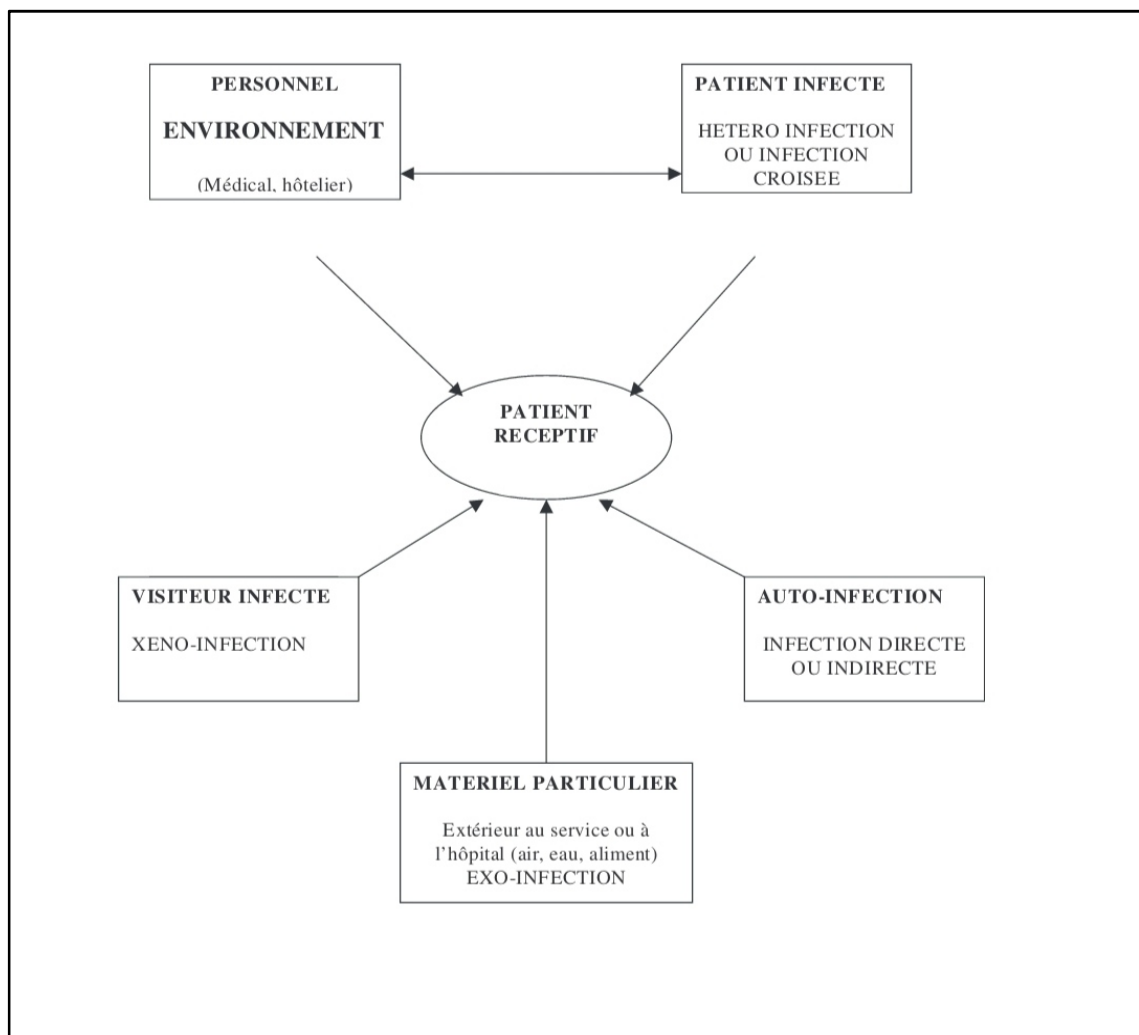 PERSONNEL
ENVIRONNEMENT
(Médical, hôtelier)
PATIENT INFECTE
HETERO INFECTION
OU INFECTION
CROISEE
PATIENT
RECEPTIF
VISITEUR INFECTE
XENO-INFECTION
AUTO-INFECTION
INFECTION DIRECTE
OU INDIRECTE
MATERIEL PARTICULIER
Extérieur au service ou à
l’hôpital (air, eau, aliment)
EXO-INFECTION